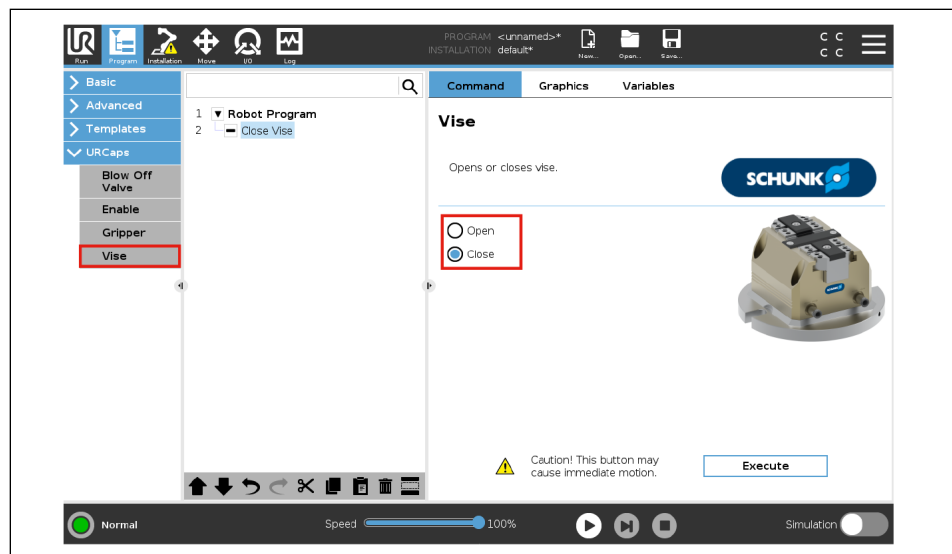 UR
PROGRAM <unnamed>*
INSTALLATION default*
Run Program Installation Move I/O Log
New... Open... Save...
C C
C C
Basic
Advanced
Templates
URCaps
Blow Off
Valve
Enable
Gripper
Vise
1 Robot Program
2 Close Vise
Command Graphics Variables
Vise
Opens or closes vise.
SCHUNK
Open
Close
Caution! This button may
cause immediate motion.
Execute
Normal
Speed 100%
Simulation